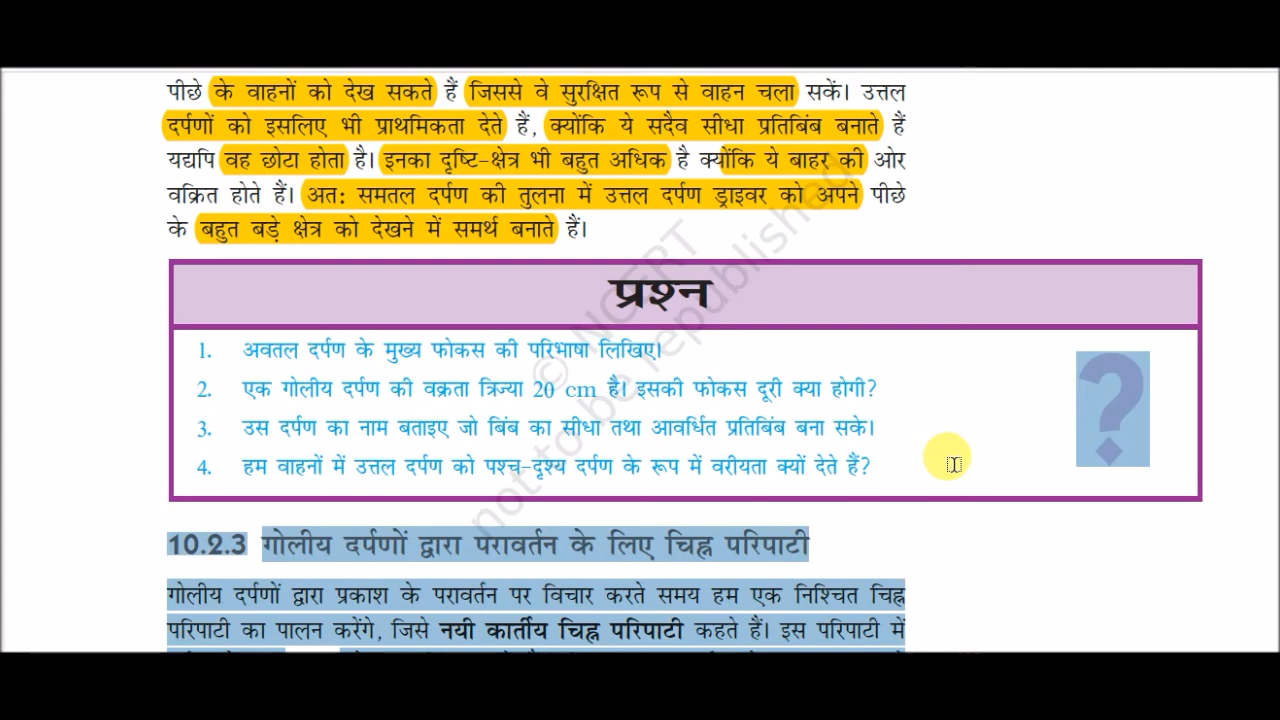 पीछे के वाहनों को देख सकते हैं जिससे वे सुरक्षित रूप से वाहन चला सकें। उत्तल
दर्पणों को इसलिए भी प्राथमिकता देते हैं, क्योंकि ये सदैव सीधा प्रतिबिंब बनाते हैं
यद्यपि वह छोटा होता है। इनका दृष्टि-क्षेत्र भी बहुत अधिक है क्योंकि ये बाहर की ओर
वक्रित होते हैं। अतः समतल दर्पण की तुलना में उत्तल दर्पण ड्राइवर को अपने पीछे
के बहुत बड़े क्षेत्र को देखने में समर्थ बनाते हैं।
प्रश्न
1. अवतल दर्पण के मुख्य फोकस की परिभाषा लिखिए।
2. एक गोलीय दर्पण की वक्रता त्रिज्या 20 cm है। इसकी फोकस दूरी क्या होगी?
3. उस दर्पण का नाम बताइए जो बिंब का सीधा तथा आवर्धित प्रतिबिंब बना सके।
4. हम वाहनों में उत्तल दर्पण को पश्च-दृश्य दर्पण के रूप में वरीयता क्यों देते हैं?
?
© NCERT
not to be republished
10.2.3 गोलीय दर्पणों द्वारा परावर्तन के लिए चिह्न परिपाटी
गोलीय दर्पणों द्वारा प्रकाश के परावर्तन पर विचार करते समय हम एक निश्चित चिह्न
परिपाटी का पालन करेंगे, जिसे नयी कार्तीय चिह्न परिपाटी कहते हैं। इस परिपाटी में